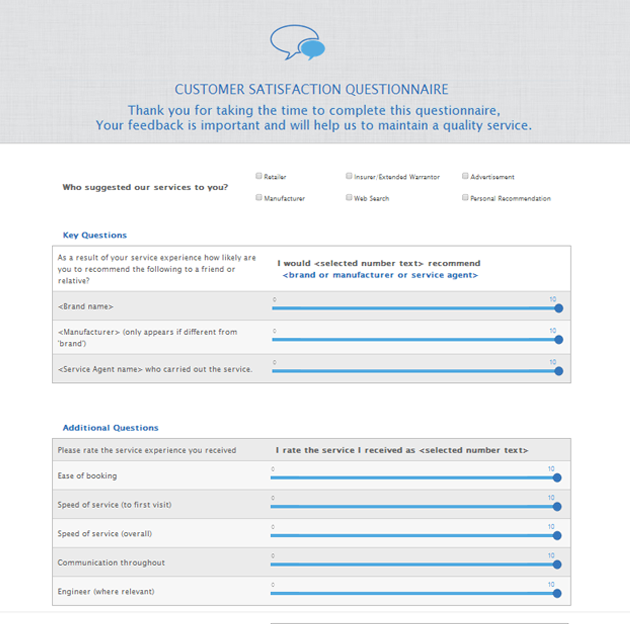 CUSTOMER SATISFACTION QUESTIONNAIRE
Thank you for taking the time to complete this questionnaire,
Your feedback is important and will help us to maintain a quality service.
Who suggested our services to you?
Retailer
Insurer/Extended Warrantor
Advertisement
Manufacturer
Web Search
Personal Recommendation
Key Questions
As a result of your service experience how likely are
you to recommend the following to a friend or
relative?
I would <selected number text> recommend
<brand or manufacturer or service agent>
<Brand name>
0 10
<Manufacturer> (only appears if different from
'brand')
0 10
<Service Agent name> who carried out the service.
0 10
Additional Questions
Please rate the service experience you received
I rate the service I received as <selected number text>
Ease of booking
0 10
Speed of service (to first visit)
0 10
Speed of service (overall)
0 10
Communication throughout
0 10
Engineer (where relevant)
0 10